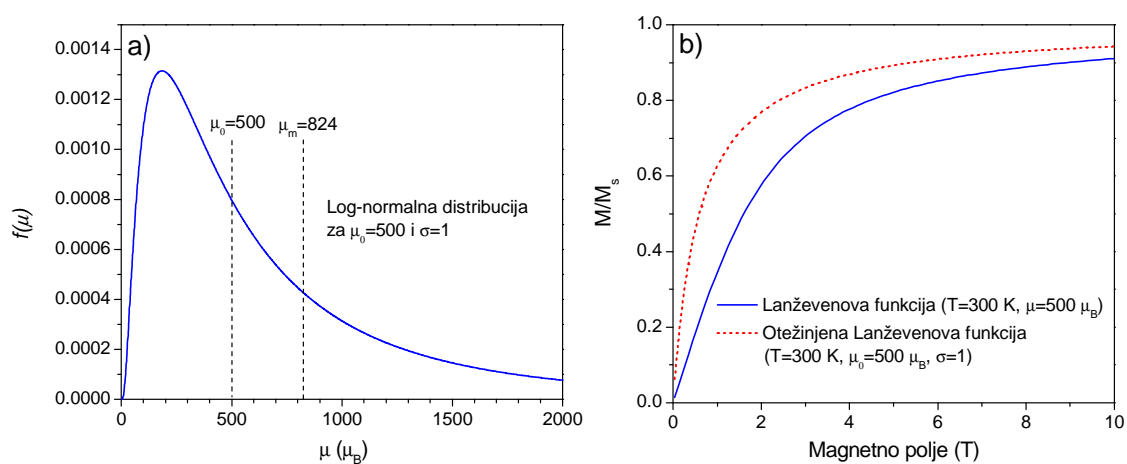 a)
0.0014
0.0012
0.0010
0.0008
0.0006
0.0004
0.0002
0.0000
f(μ)
μ₀=500
μₘ=824
Log-normalna distribucija
za μ₀=500 i σ=1
0
500
1000
1500
2000
μ (μ_B)
b)
1.0
0.8
0.6
0.4
0.2
0.0
M/Mₛ
Lanževenova funkcija (T=300 K, μ=500 μ_B)
Otežinjena Lanževenova funkcija
(T=300 K, μ₀=500 μ_B, σ=1)
0
2
4
6
8
10
Magnetno polje (T)